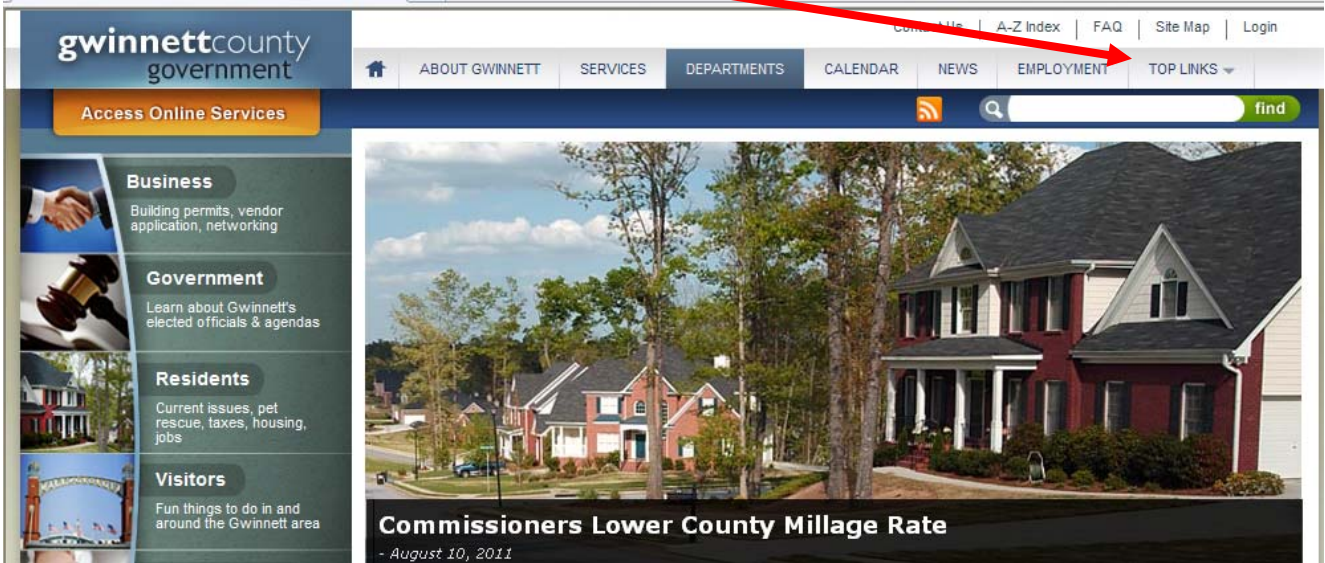 Us | A-Z Index | FAQ | Site Map | Login
gwinnettcounty
government
ABOUT GWINNETT SERVICES DEPARTMENTS CALENDAR NEWS EMPLOYMENT TOP LINKS
Access Online Services
find
Business
Building permits, vendor
application, networking
Government
Learn about Gwinnett's
elected officials & agendas
Residents
Current issues, pet
rescue, taxes, housing,
jobs
Visitors
Fun things to do in and
around the Gwinnett area
Commissioners Lower County Millage Rate
- August 10, 2011